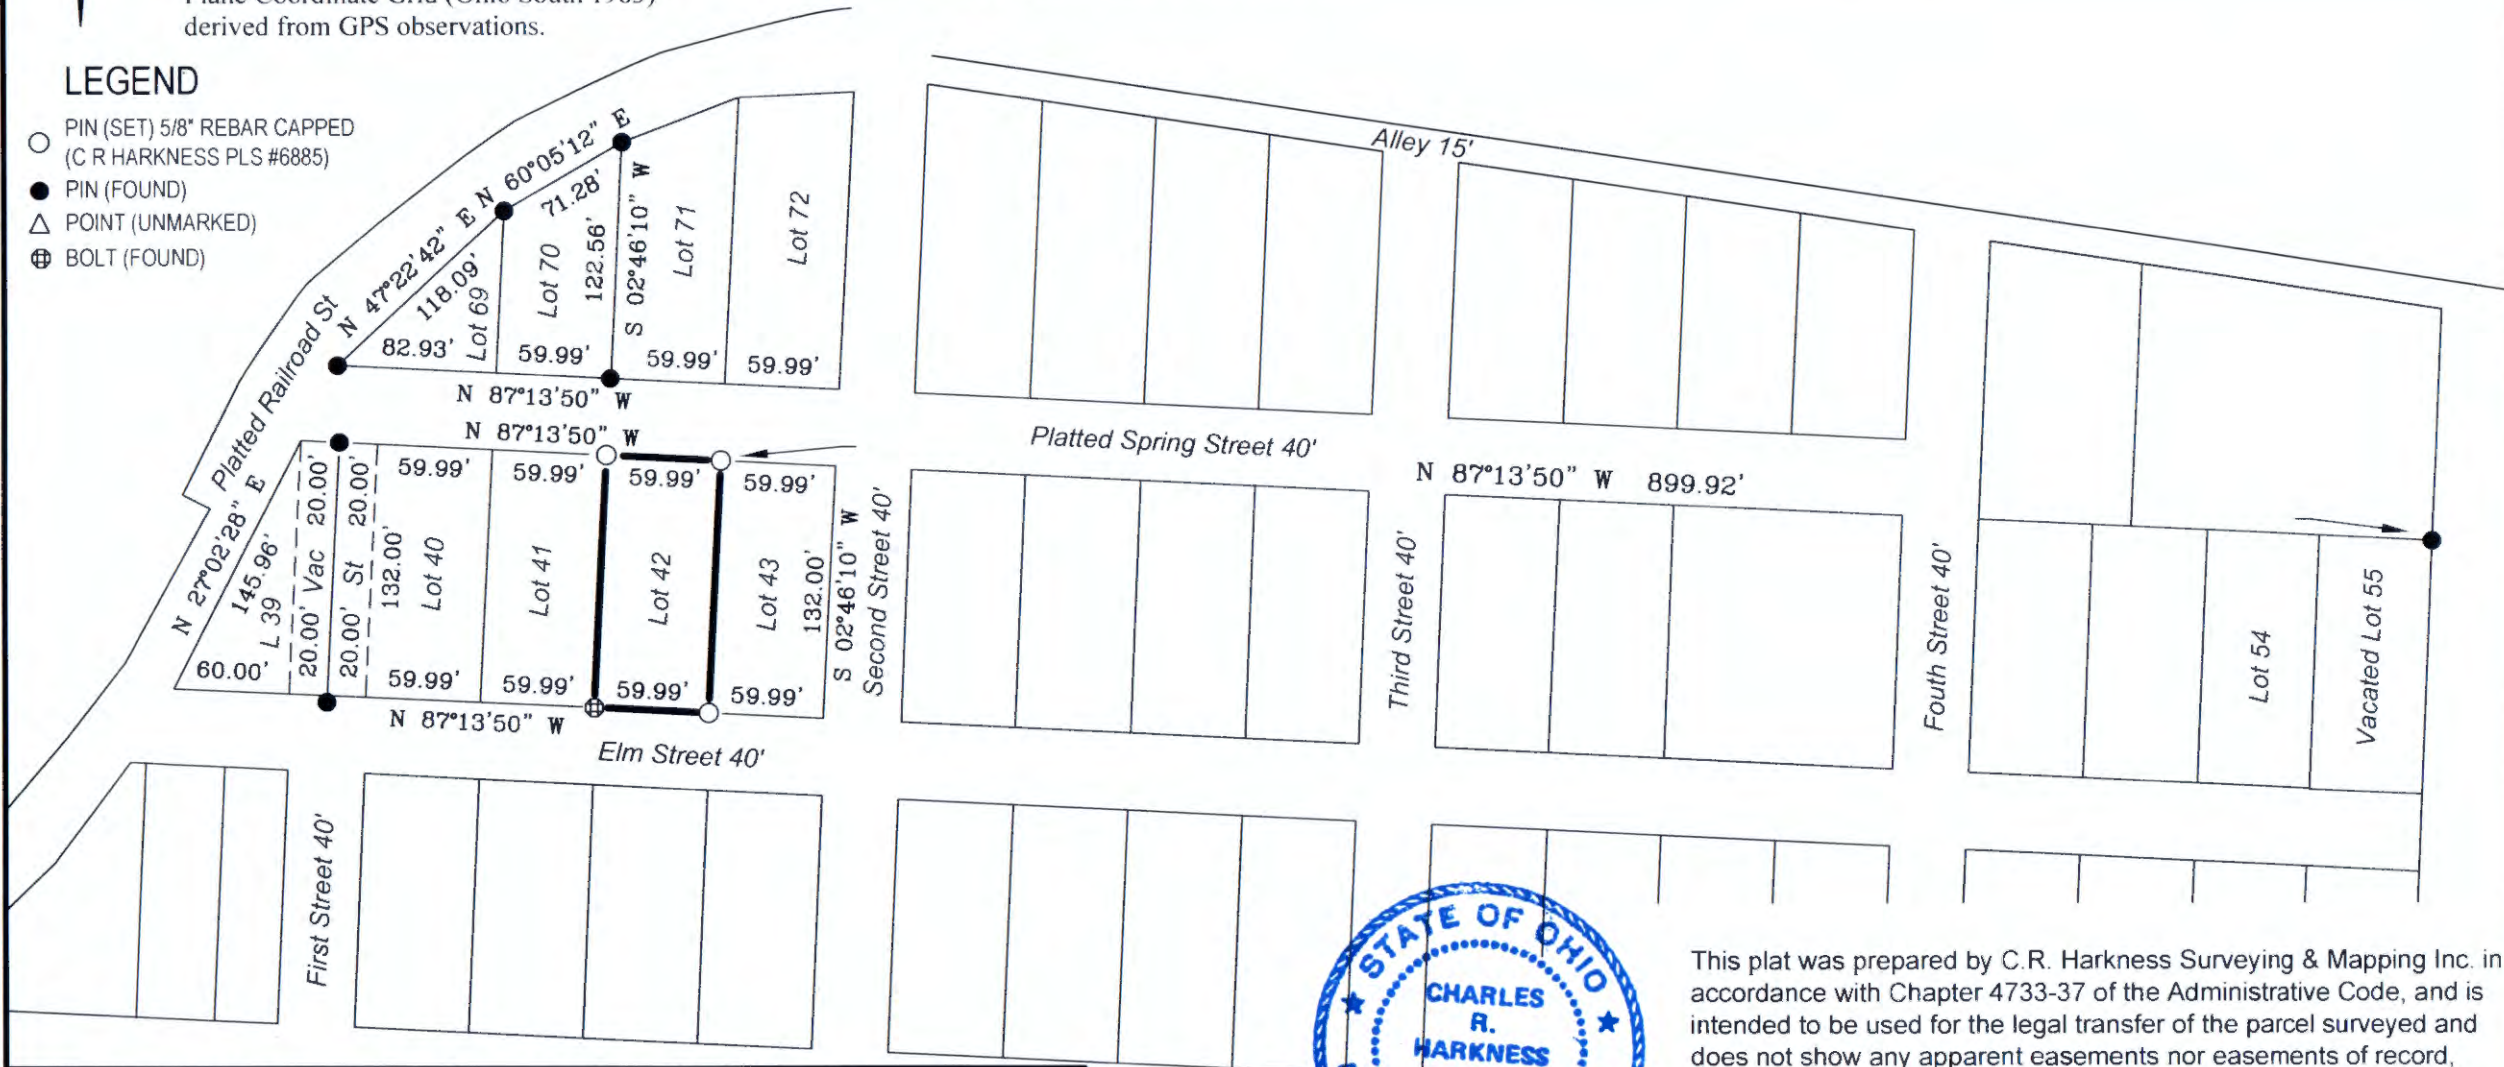 derived from GPS observations.
LEGEND
PIN (SET) 5/8" REBAR CAPPED
(C R HARKNESS PLS #6885)
PIN (FOUND)
POINT (UNMARKED)
BOLT (FOUND)
Alley 15'
N 60°05'12" E
71.28'
N 47°22'42" E
118.09'
S 02°46'10" W
122.56'
Lot 69
Lot 70
Lot 71
Lot 72
82.93'
59.99'
59.99'
59.99'
N 87°13'50" W
Platted Railroad St
N 87°13'50" W
Platted Spring Street 40'
N 87°13'50" W 899.92'
N 27°02'28" E
145.96'
L 39
20.00' Vac 20.00'
20.00' St 20.00'
132.00'
59.99'
59.99'
59.99'
59.99'
Lot 40
Lot 41
Lot 42
Lot 43
132.00'
S 02°46'10" W
Second Street 40'
Third Street 40'
Fouth Street 40'
Lot 54
Vacated Lot 55
60.00'
59.99'
59.99'
59.99'
59.99'
N 87°13'50" W
Elm Street 40'
First Street 40'
STATE OF OHIO
CHARLES
R.
HARKNESS
This plat was prepared by C.R. Harkness Surveying & Mapping Inc. in
accordance with Chapter 4733-37 of the Administrative Code, and is
intended to be used for the legal transfer of the parcel surveyed and
does not show any apparent easements nor easements of record,